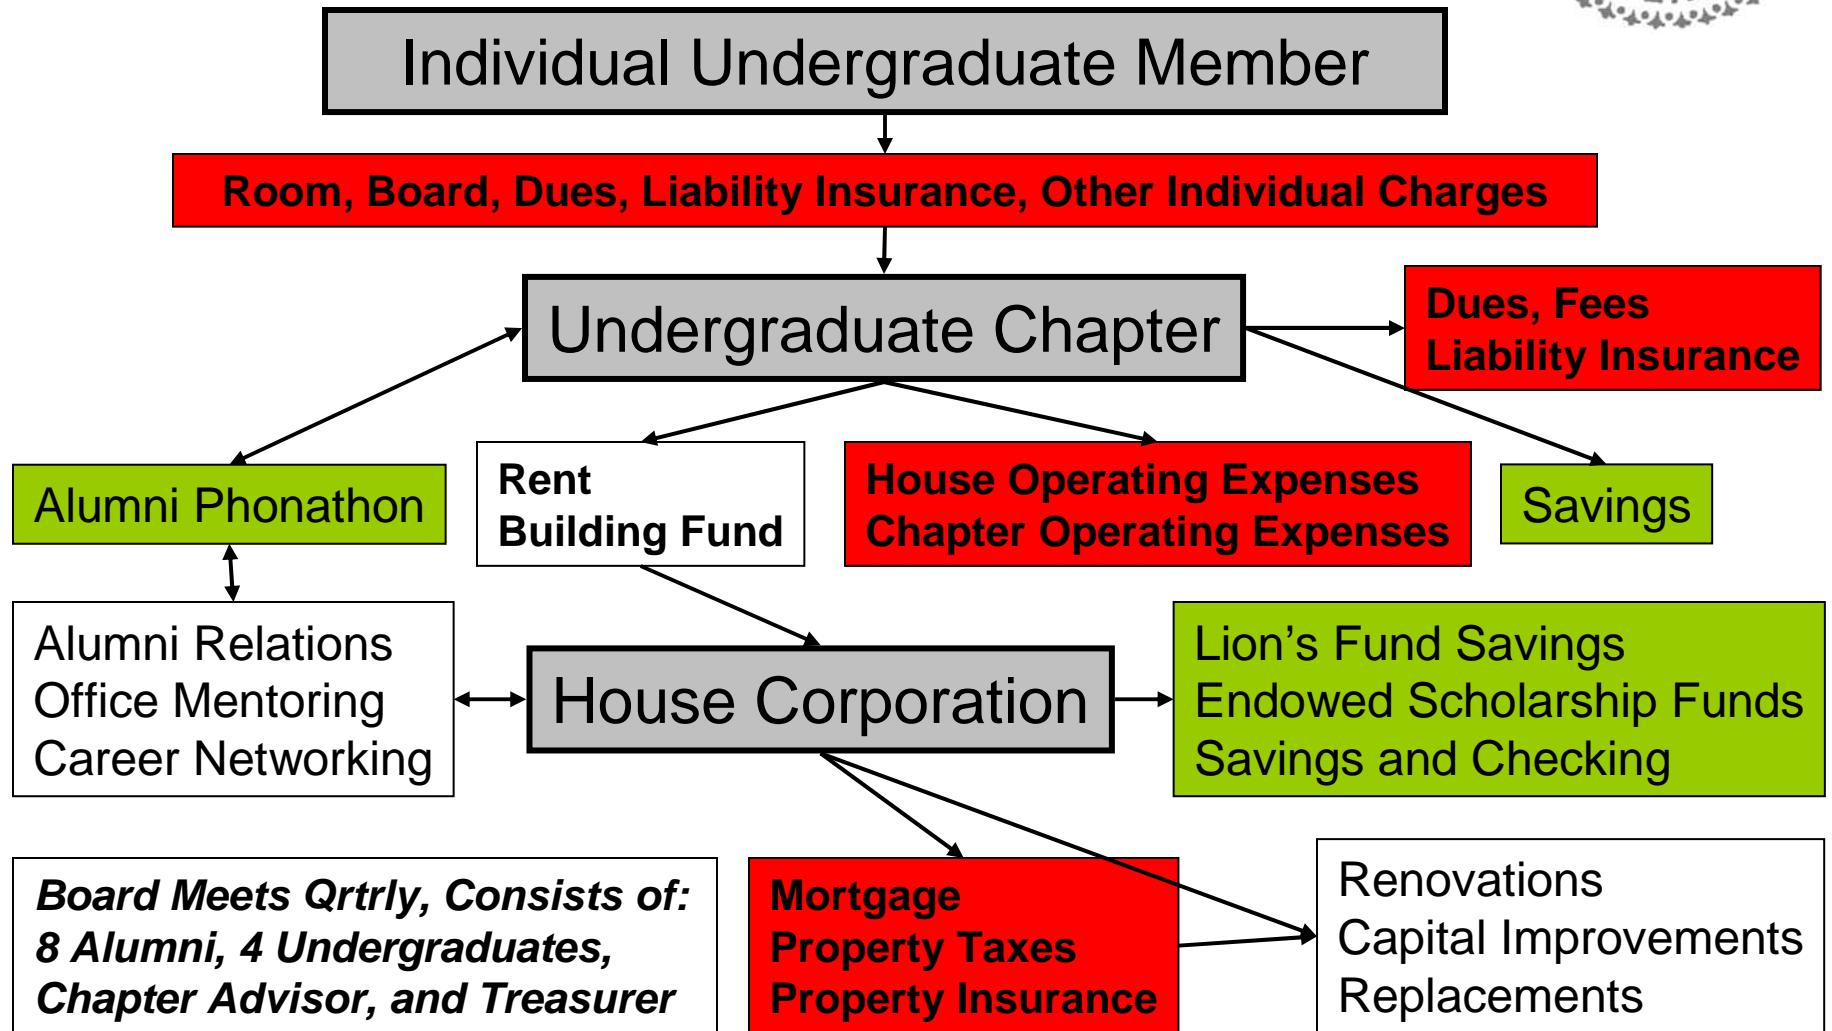 Individual Undergraduate Member
Room, Board, Dues, Liability Insurance, Other Individual Charges
Undergraduate Chapter
Dues, Fees
Liability Insurance
Alumni Phonathon
Rent
Building Fund
House Operating Expenses
Chapter Operating Expenses
Savings
Alumni Relations
Office Mentoring
Career Networking
House Corporation
Lion’s Fund Savings
Endowed Scholarship Funds
Savings and Checking
Board Meets Qrtrly, Consists of:
8 Alumni, 4 Undergraduates,
Chapter Advisor, and Treasurer
Mortgage
Property Taxes
Property Insurance
Renovations
Capital Improvements
Replacements